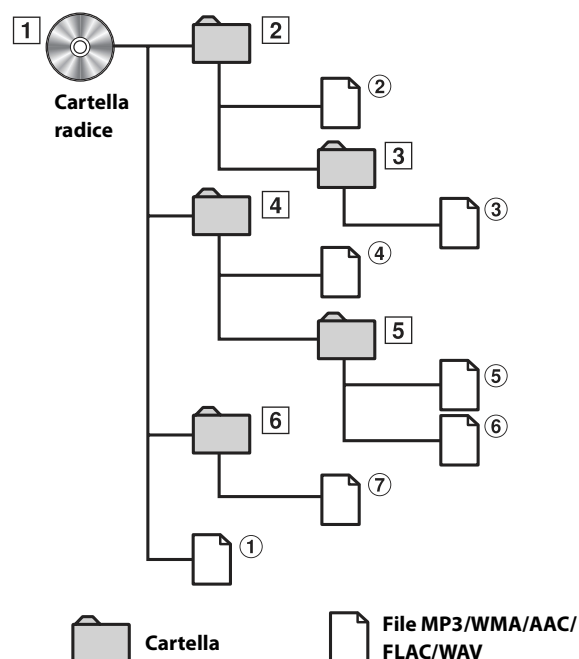 1
2
Cartella
radice
②
3
4
③
④
5
⑤
6
⑥
⑦
①
Cartella
File MP3/WMA/AAC/
FLAC/WAV